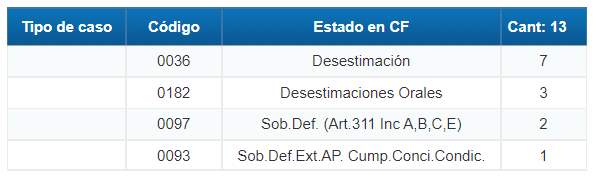 Tipo de caso Código Estado en CF Cant: 13
0036 Desestimación 7
0182 Desestimaciones Orales 3
0097 Sob.Def. (Art.311 Inc A,B,C,E) 2
0093 Sob.Def.Ext.AP. Cump.Conci.Condic. 1